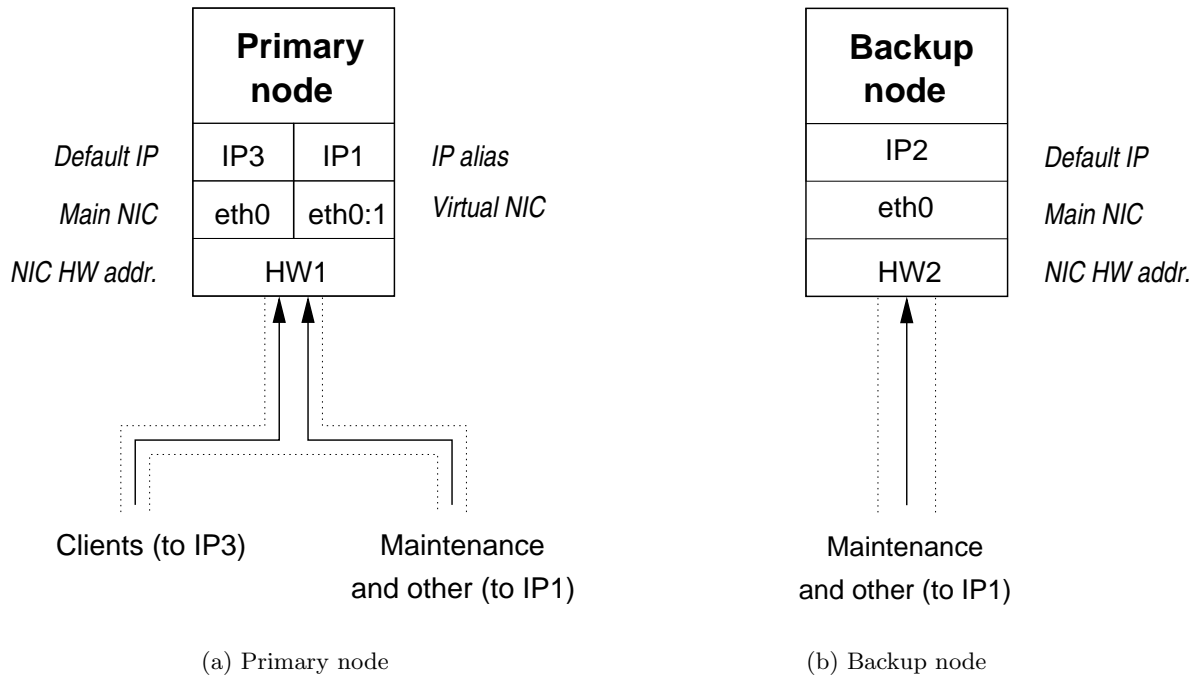 Primary
node
Default IP
IP3
IP1
IP alias
Main NIC
eth0
eth0:1
Virtual NIC
NIC HW addr.
HW1
Clients (to IP3)
Maintenance
and other (to IP1)
(a) Primary node
Backup
node
IP2
Default IP
eth0
Main NIC
HW2
NIC HW addr.
Maintenance
and other (to IP1)
(b) Backup node